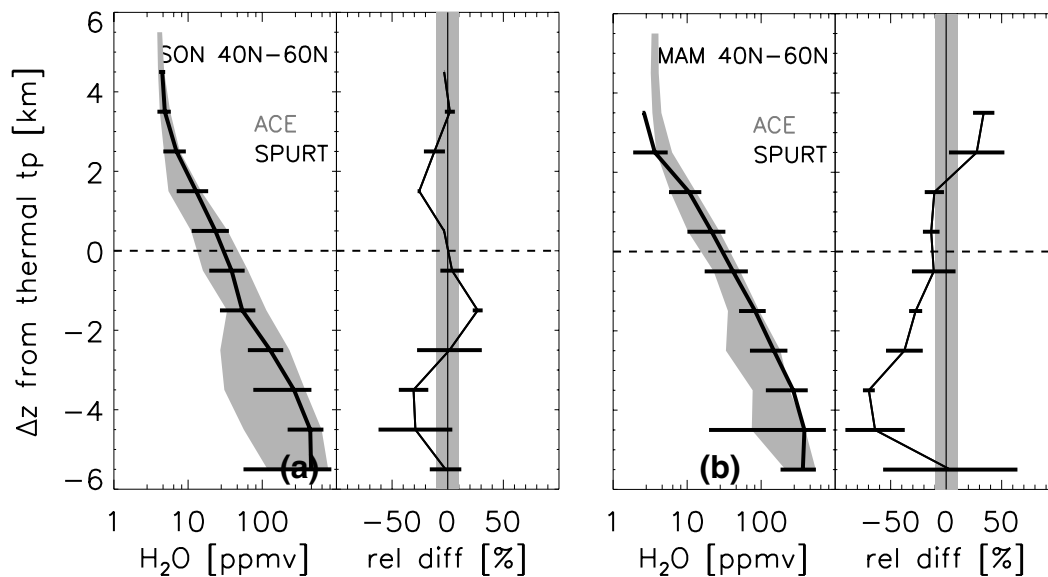 Δz from thermal tp [km]
6
4
2
0
−2
−4
−6
SON 40N−60N
ACE
SPURT
(a)
1 10 100
H₂O [ppmv]
−50 0 50
rel diff [%]
MAM 40N−60N
ACE
SPURT
(b)
1 10 100
H₂O [ppmv]
−50 0 50
rel diff [%]